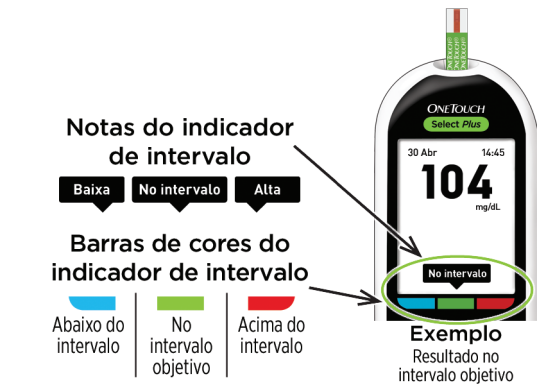 Notas do indicador
de intervalo
Baixa No intervalo Alta
Barras de cores do
indicador de intervalo
Abaixo do
intervalo
No
intervalo
objetivo
Acima do
intervalo
ONETOUCH
Select Plus
30 Abr 14:45
104
mg/dL
No intervalo
Exemplo
Resultado no
intervalo objetivo